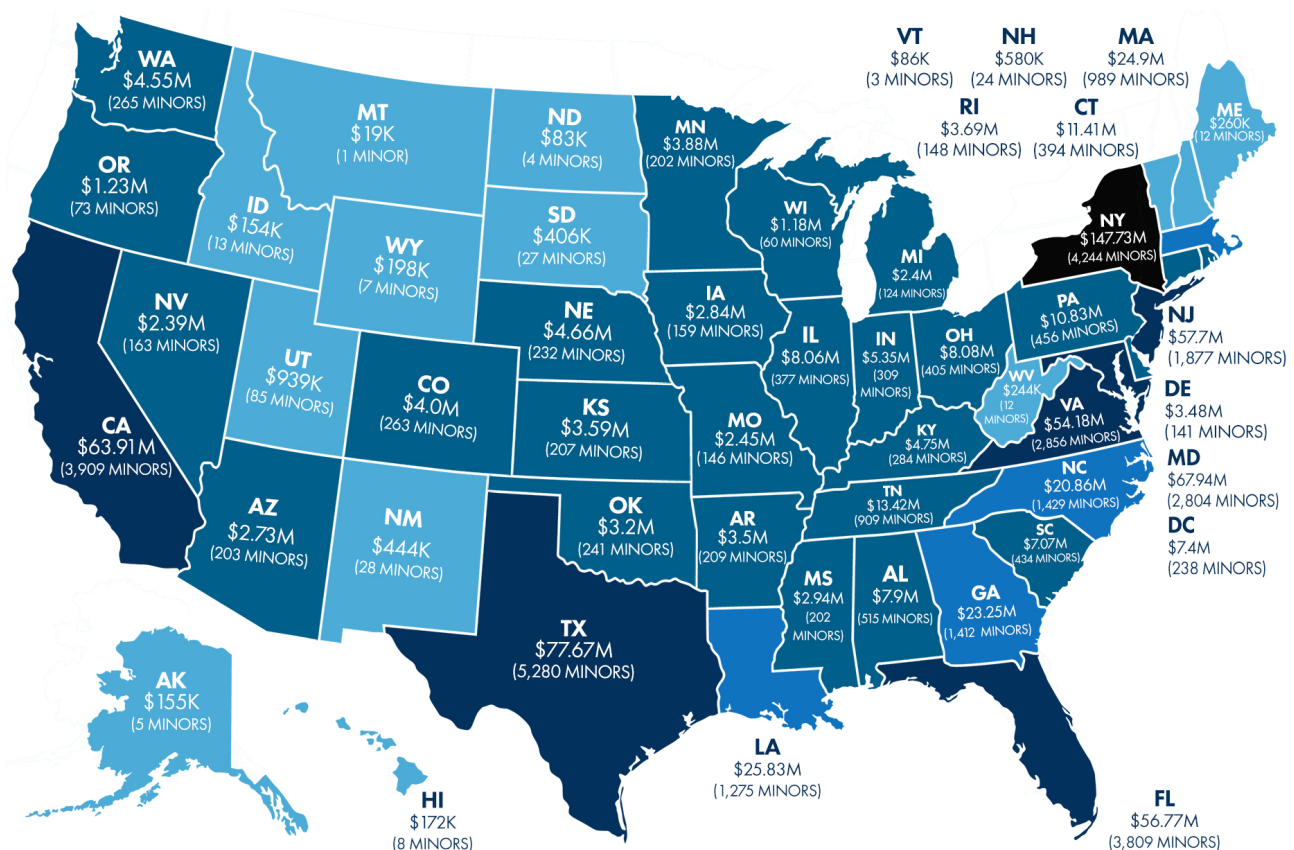 WA
$4.55M
(265 MINORS)
OR
$1.23M
(73 MINORS)
CA
$63.91M
(3,909 MINORS)
NV
$2.39M
(163 MINORS)
ID
$154K
(13 MINORS)
MT
$19K
(1 MINOR)
WY
$198K
(7 MINORS)
UT
$939K
(85 MINORS)
AZ
$2.73M
(203 MINORS)
CO
$4.0M
(263 MINORS)
NM
$444K
(28 MINORS)
ND
$83K
(4 MINORS)
SD
$406K
(27 MINORS)
NE
$4.66M
(232 MINORS)
KS
$3.59M
(207 MINORS)
OK
$3.2M
(241 MINORS)
TX
$77.67M
(5,280 MINORS)
MN
$3.88M
(202 MINORS)
IA
$2.84M
(159 MINORS)
MO
$2.45M
(146 MINORS)
AR
$3.5M
(209 MINORS)
LA
$25.83M
(1,275 MINORS)
WI
$1.18M
(60 MINORS)
IL
$8.06M
(377 MINORS)
MI
$2.4M
(124 MINORS)
IN
$5.35M
(309
MINORS)
OH
$8.08M
(405 MINORS)
KY
$4.75M
(284 MINORS)
TN
$13.42M
(909 MINORS)
MS
$2.94M
(202
MINORS)
AL
$7.9M
(515 MINORS)
GA
$23.25M
(1,412 MINORS)
FL
$56.77M
(3,809 MINORS)
SC
$7.07M
(434 MINORS)
NC
$20.86M
(1,429 MINORS)
VA
$54.18M
(2,856 MINORS)
WV
$244K
(12
MINORS)
PA
$10.83M
(456 MINORS)
NY
$147.73M
(4,244 MINORS)
VT
$86K
(3 MINORS)
NH
$580K
(24 MINORS)
MA
$24.9M
(989 MINORS)
RI
$3.69M
(148 MINORS)
CT
$11.41M
(394 MINORS)
ME
$260K
(12 MINORS)
NJ
$57.7M
(1,877 MINORS)
DE
$3.48M
(141 MINORS)
MD
$67.94M
(2,804 MINORS)
DC
$7.4M
(238 MINORS)
AK
$155K
(5 MINORS)
HI
$172K
(8 MINORS)